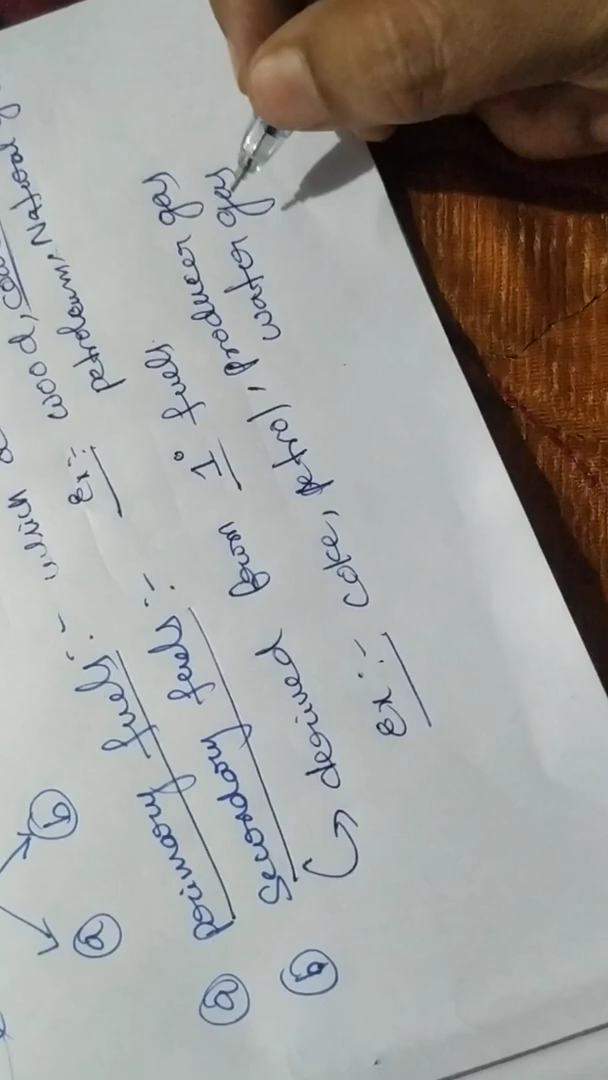 ⓐ ⓑ
ⓐ Primary fuels :- which
Ex :- wood,
Petroleum, Natural
ⓑ Secondary fuels :-
↳ derived from 1° fuels.
Ex :- Coke, Petrol, Producer gas
water gas